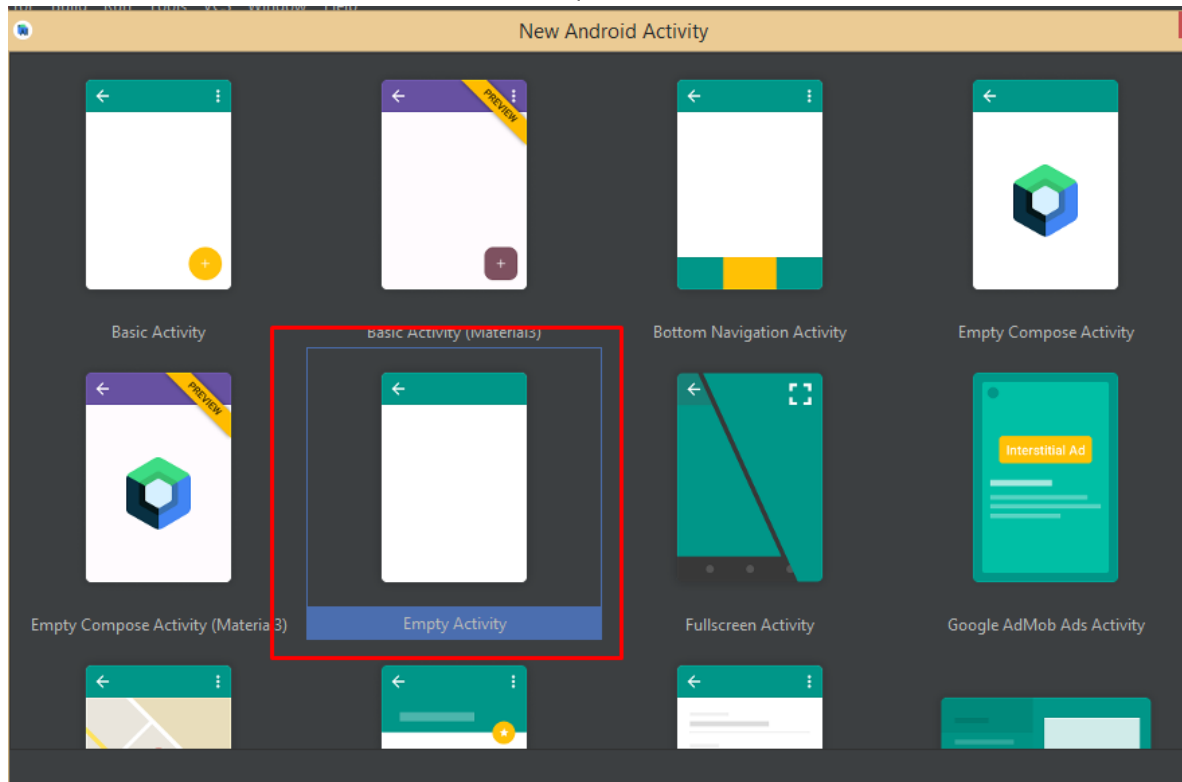 New Android Activity
PREVIEW
Basic Activity
Basic Activity (Material3)
Bottom Navigation Activity
Empty Compose Activity
PREVIEW
Interstitial Ad
Empty Compose Activity (Material3)
Empty Activity
Fullscreen Activity
Google AdMob Ads Activity